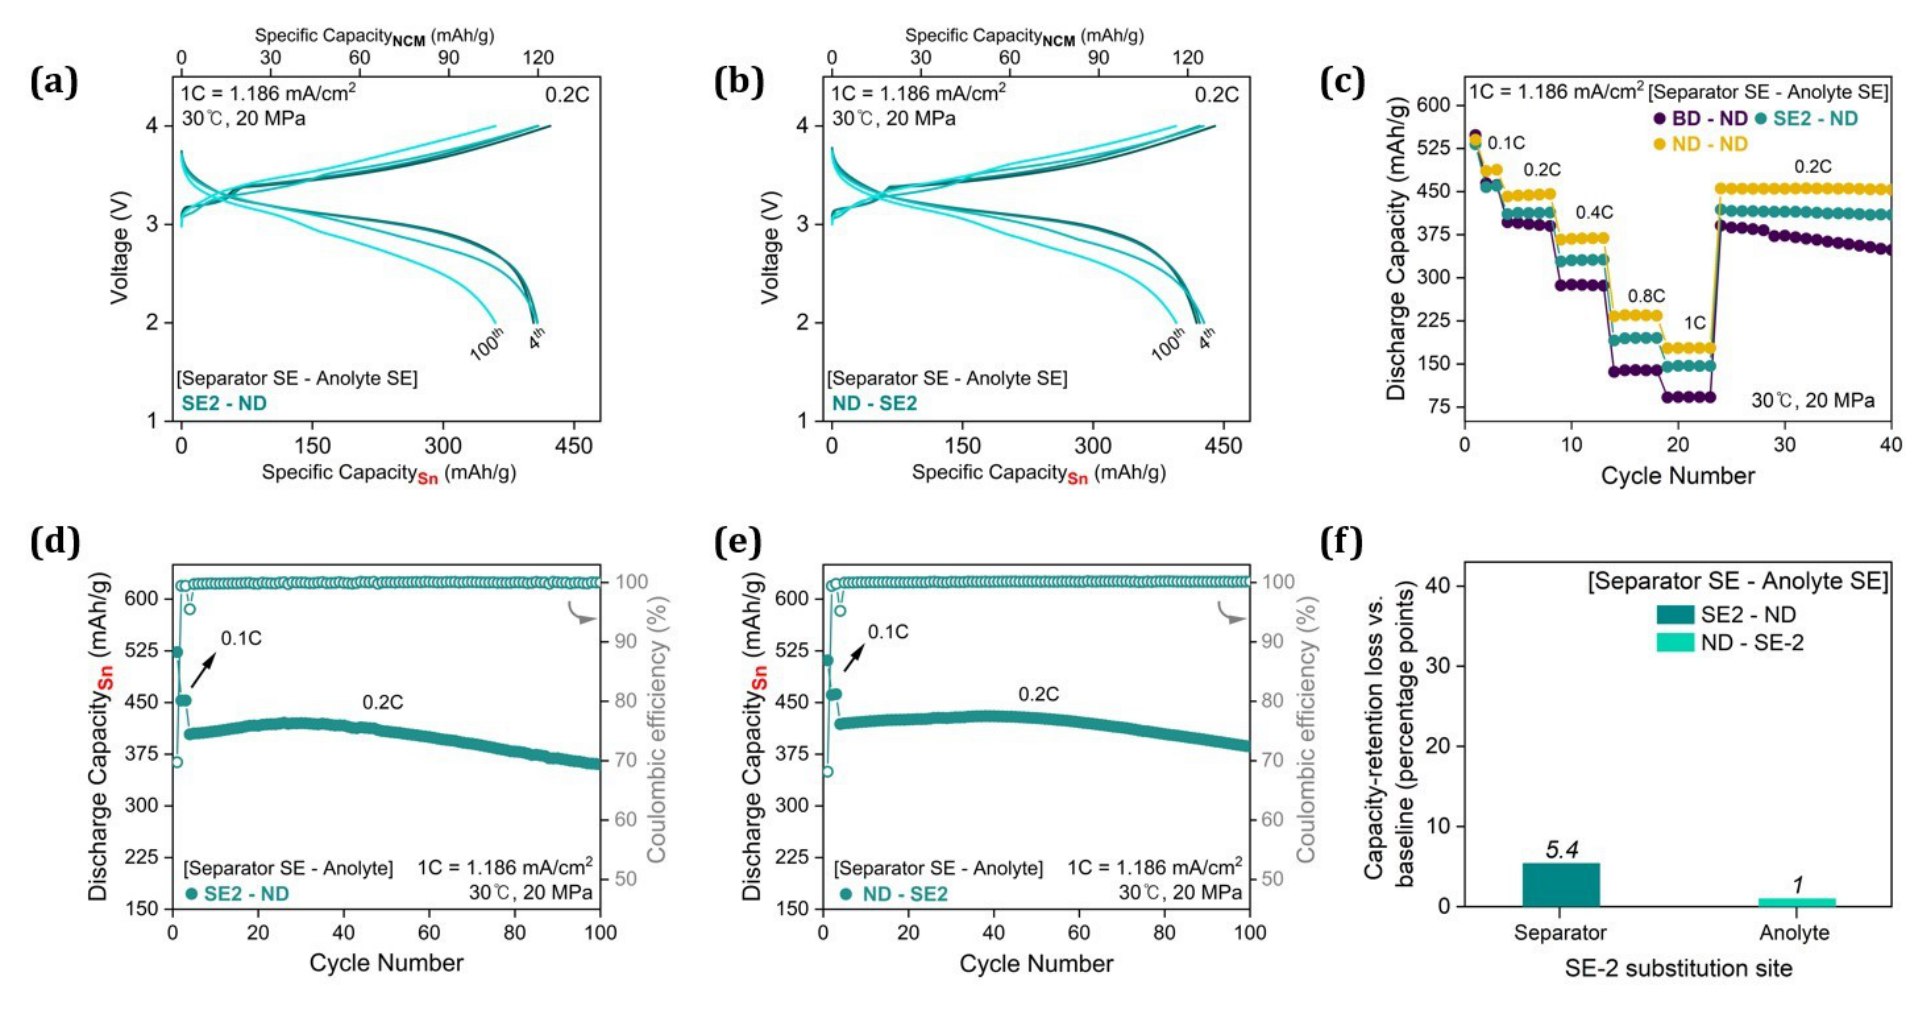 (a)
Specific CapacityNCM (mAh/g)
0 30 60 90 120
1C = 1.186 mA/cm2
0.2C
30℃, 20 MPa
Voltage (V)
4
3
2
1
100th
4th
[Separator SE - Anolyte SE]
SE2 - ND
0 150 300 450
Specific CapacitySn (mAh/g)
(b)
Specific CapacityNCM (mAh/g)
0 30 60 90 120
1C = 1.186 mA/cm2
0.2C
30℃, 20 MPa
Voltage (V)
4
3
2
1
100th
4th
[Separator SE - Anolyte SE]
ND - SE2
0 150 300 450
Specific CapacitySn (mAh/g)
(c)
1C = 1.186 mA/cm2 [Separator SE - Anolyte SE]
BD - ND SE2 - ND
ND - ND
Discharge Capacity (mAh/g)
600
525
450
375
300
225
150
75
0.1C
0.2C
0.4C
0.8C
1C
0.2C
30℃, 20 MPa
0 10 20 30 40
Cycle Number
(d)
Discharge CapacitySn (mAh/g)
600
525
450
375
300
225
150
0.1C
0.2C
100
90
80
70
60
50
Coulombic efficiency (%)
[Separator SE - Anolyte] 1C = 1.186 mA/cm2
SE2 - ND 30℃, 20 MPa
0 20 40 60 80 100
Cycle Number
(e)
Discharge CapacitySn (mAh/g)
600
525
450
375
300
225
150
0.1C
0.2C
100
90
80
70
60
50
Coulombic efficiency (%)
[Separator SE - Anolyte] 1C = 1.186 mA/cm2
ND - SE2 30℃, 20 MPa
0 20 40 60 80 100
Cycle Number
(f)
Capacity-retention loss vs.
baseline (percentage points)
40
30
20
10
0
[Separator SE - Anolyte SE]
SE2 - ND
ND - SE-2
5.4
1
Separator Anolyte
SE-2 substitution site